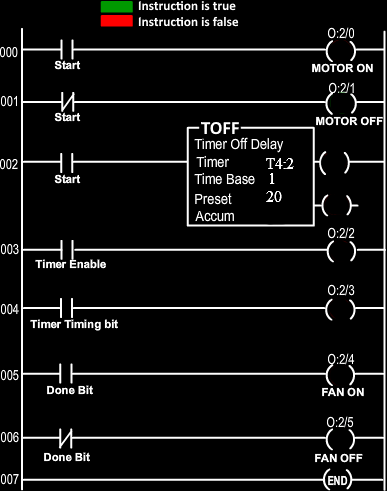 Instruction is true
Instruction is false
000
O:2/0
Start
MOTOR ON
001
O:2/1
Start
MOTOR OFF
TOFF
Timer Off Delay
002
Timer T4:2
Start
Time Base 1
Preset 20
Accum
003
O:2/2
Timer Enable
004
O:2/3
Timer Timing bit
005
O:2/4
Done Bit
FAN ON
006
O:2/5
Done Bit
FAN OFF
007
END